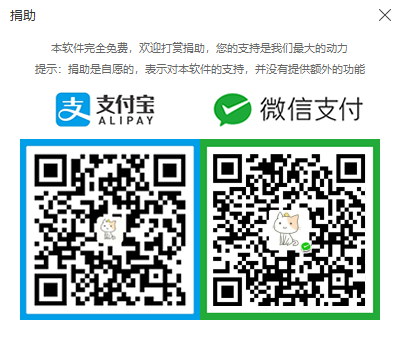 捐助
本软件完全免费，欢迎打赏捐助，您的支持是我们最大的动力
提示：捐助是自愿的，表示对本软件的支持，并没有提供额外的功能
支 支付宝 微信支付
ALIPAY